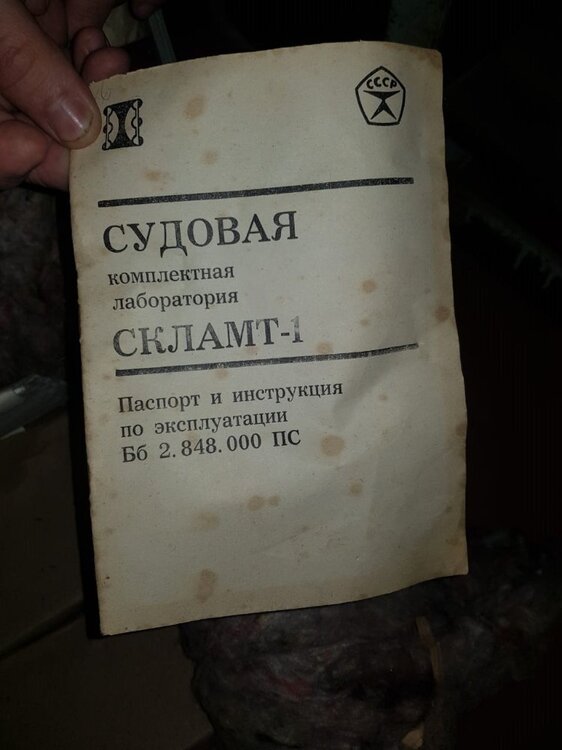 СССР
СУДОВАЯ
комплектная
лаборатория
СКЛАМТ-1
Паспорт и инструкция
по эксплуатации
Бб 2.848.000 ПС